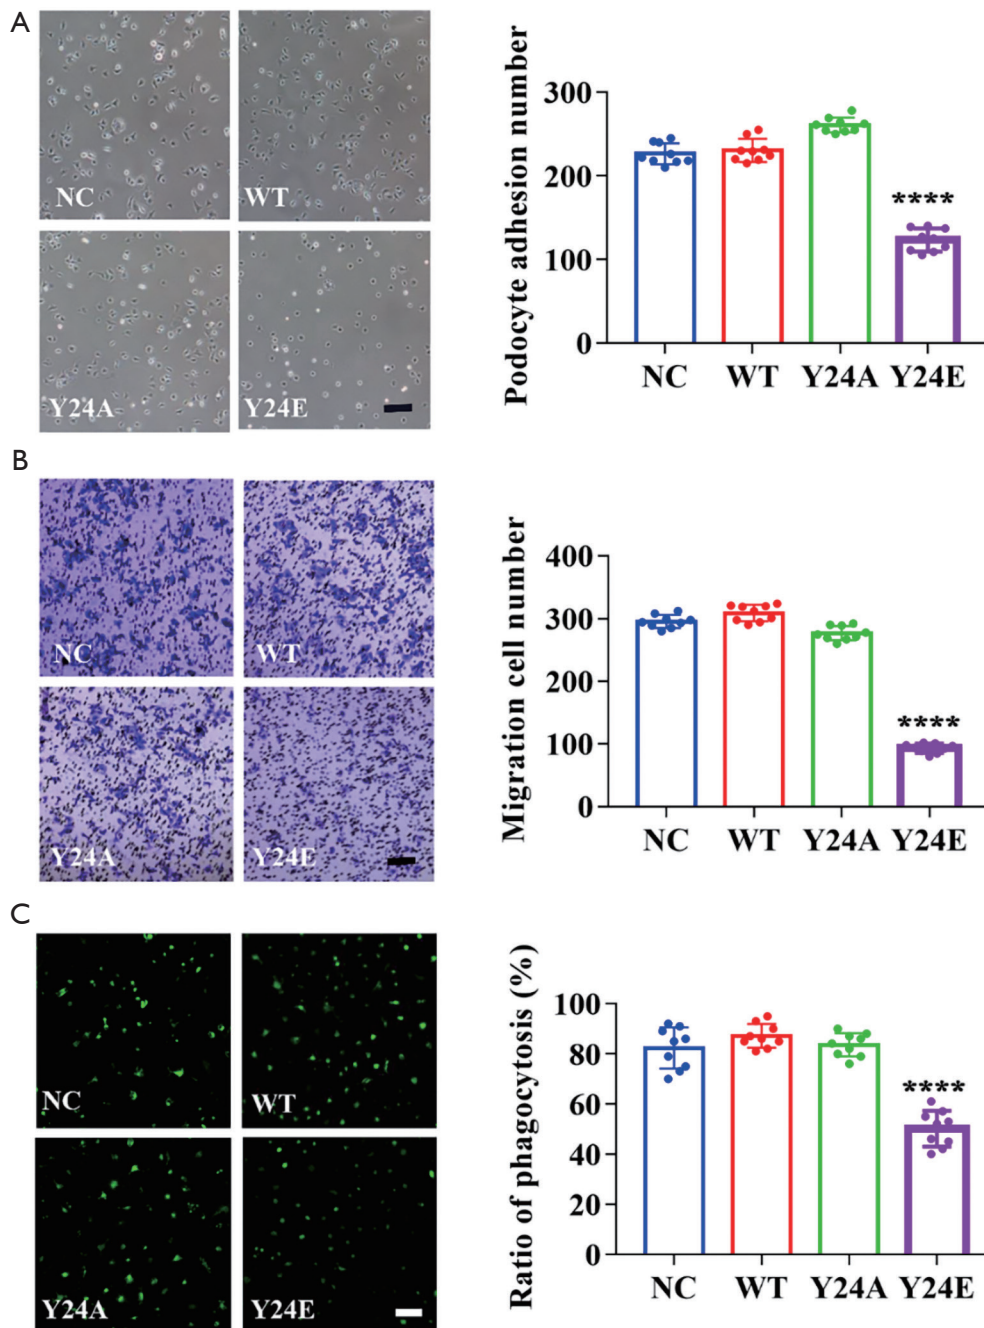 A
NC
WT
Y24A
Y24E
Podocyte adhesion number
300
200
100
0
****
NC WT Y24A Y24E
B
NC
WT
Y24A
Y24E
Migration cell number
400
300
200
100
0
****
NC WT Y24A Y24E
C
NC
WT
Y24A
Y24E
Ratio of phagocytosis (%)
100
80
60
40
20
0
****
NC WT Y24A Y24E